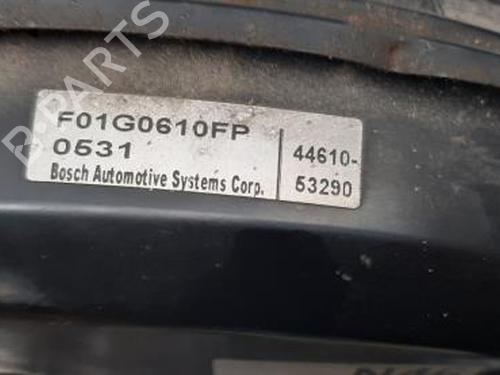 F01G0610FP
0531
Bosch Automotive Systems Corp.
44610-
53290
B-PARTS